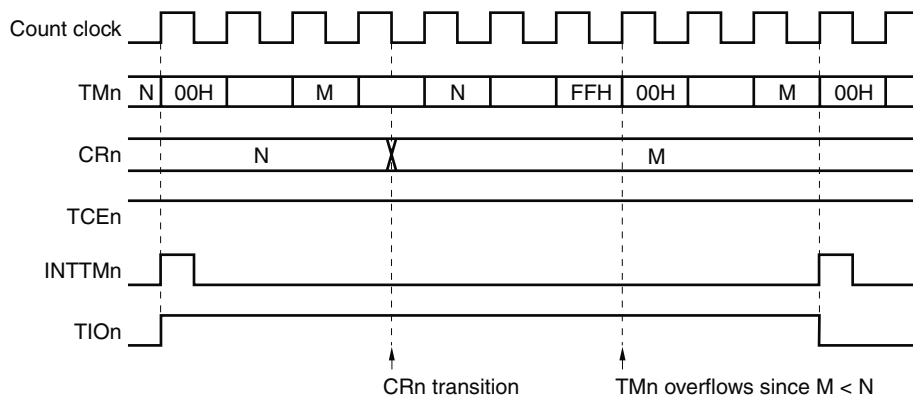 Count clock
TMn N 00H M N FFH 00H M 00H
CRn N M
TCEn
INTTMn
TIOn
CRn transition TMn overflows since M < N